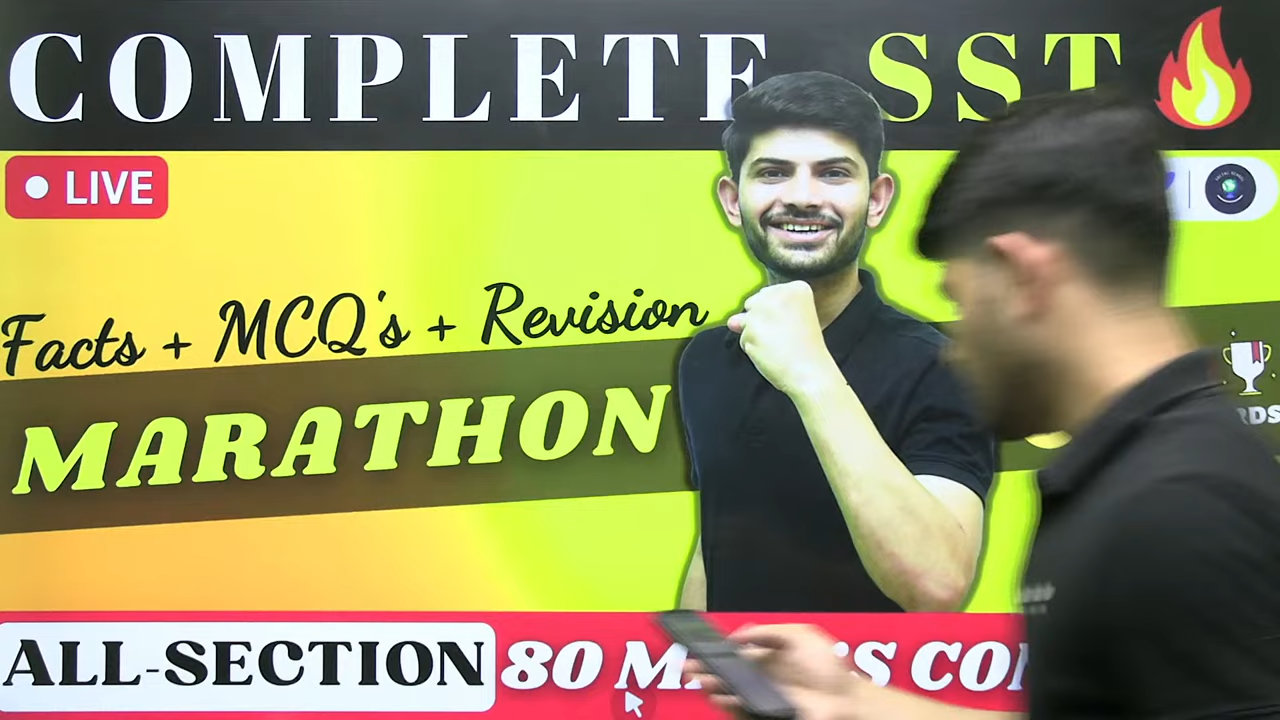 COMPLETE SST
LIVE
Facts + MCQ's + Revision
MARATHON
ALL-SECTION 80